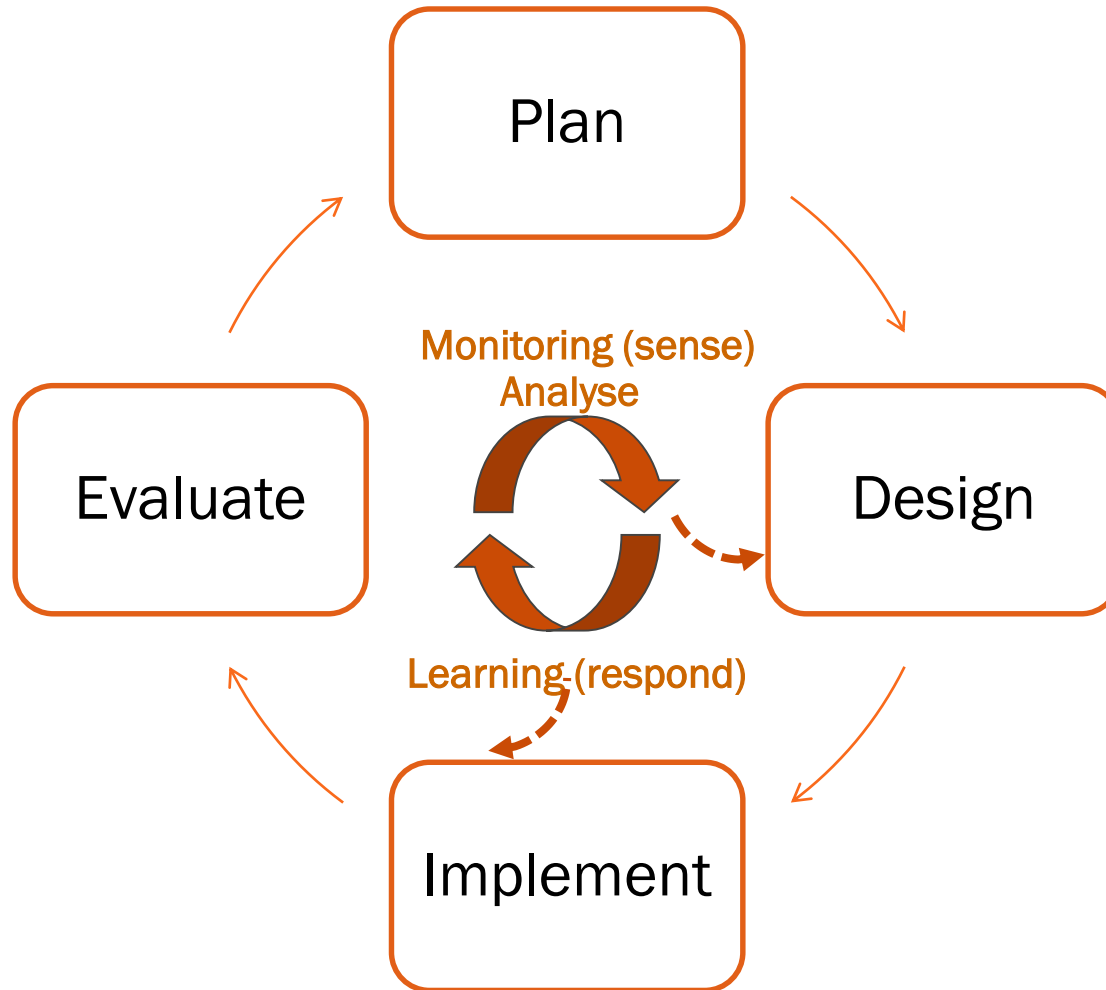 Plan
Monitoring (sense)
Analyse
Evaluate
Design
Learning (respond)
Implement